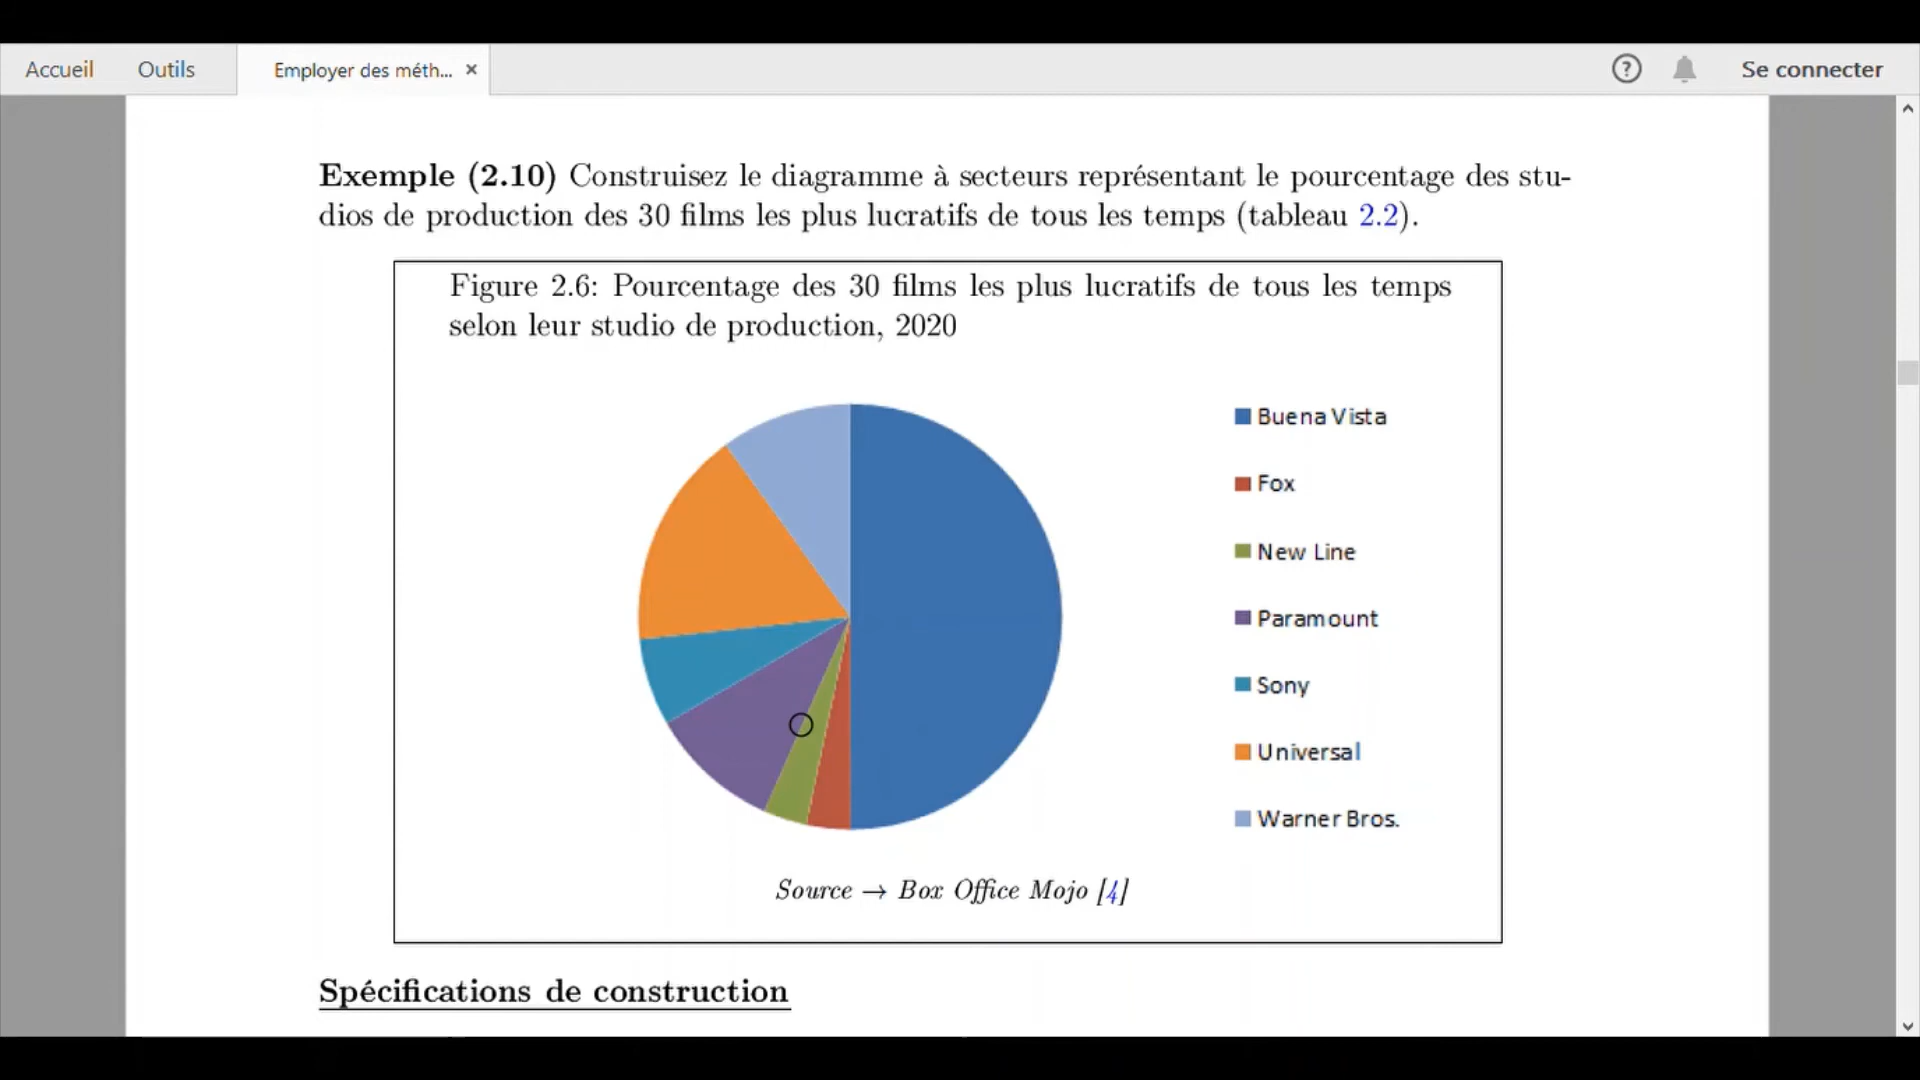 Accueil Outils Employer des méth... × ? Se connecter
Exemple (2.10) Construisez le diagramme à secteurs représentant le pourcentage des stu-
dios de production des 30 films les plus lucratifs de tous les temps (tableau 2.2).
Figure 2.6: Pourcentage des 30 films les plus lucratifs de tous les temps
selon leur studio de production, 2020
Buena Vista
Fox
New Line
Paramount
Sony
Universal
Warner Bros.
Source → Box Office Mojo [4]
Spécifications de construction